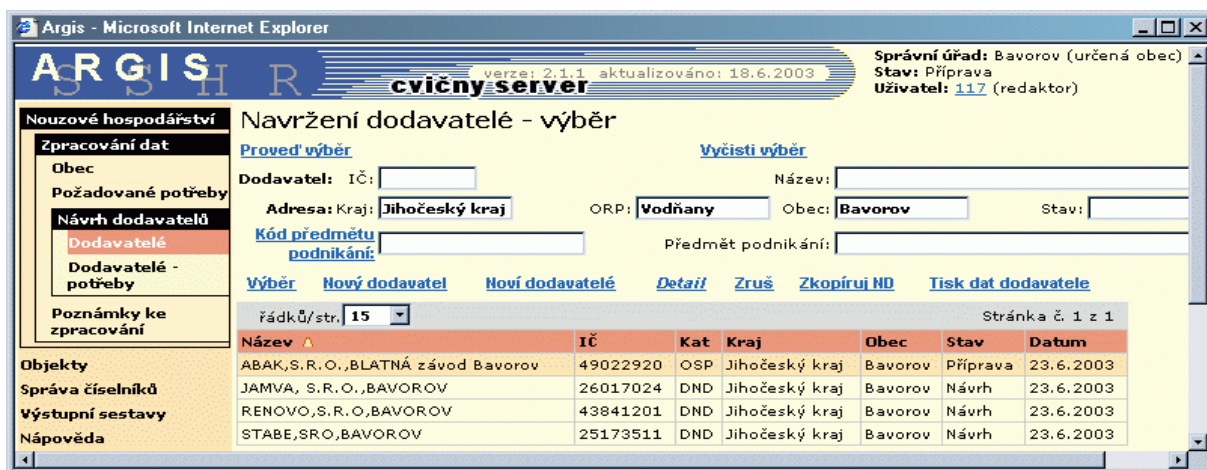 Argis - Microsoft Internet Explorer
ARGIS
SSHR
verze: 2.1.1 aktualizováno: 18.6.2003
cvičny server
Správní úřad: Bavorov (určená obec)
Stav: Příprava
Uživatel: 117 (redaktor)
Nouzové hospodářství
Zpracování dat
Obec
Požadované potřeby
Návrh dodavatelů
Dodavatelé
Dodavatelé -
potřeby
Poznámky ke
zpracování
Objekty
Správa číselníků
Výstupní sestavy
Nápověda
Navržení dodavatelé - výběr
Proveď výběr Vyčisti výběr
Dodavatel: IČ: Název:
Adresa: Kraj: Jihočeský kraj ORP: Vodňany Obec: Bavorov Stav:
Kód předmětu
podnikání: Předmět podnikání:
Výběr Nový dodavatel Noví dodavatelé Detail Zruš Zkopíruj ND Tisk dat dodavatele
řádků/str. 15 Stránka č. 1 z 1
Název IČ Kat Kraj Obec Stav Datum
ABAK,S.R.O.,BLATNÁ závod Bavorov 49022920 OSP Jihočeský kraj Bavorov Příprava 23.6.2003
JAMVA, S.R.O.,BAVOROV 26017024 DND Jihočeský kraj Bavorov Návrh 23.6.2003
RENOVO,S.R.O,BAVOROV 43841201 DND Jihočeský kraj Bavorov Návrh 23.6.2003
STABE,SRO,BAVOROV 25173511 DND Jihočeský kraj Bavorov Návrh 23.6.2003